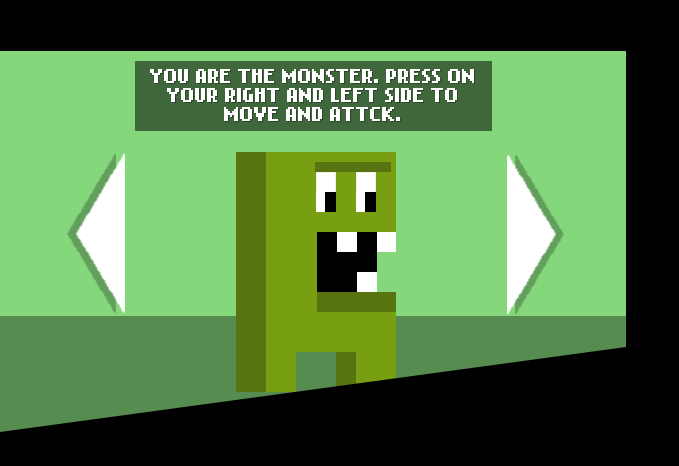 YOU ARE THE MONSTER. PRESS ON
YOUR RIGHT AND LEFT SIDE TO
MOVE AND ATTCK.